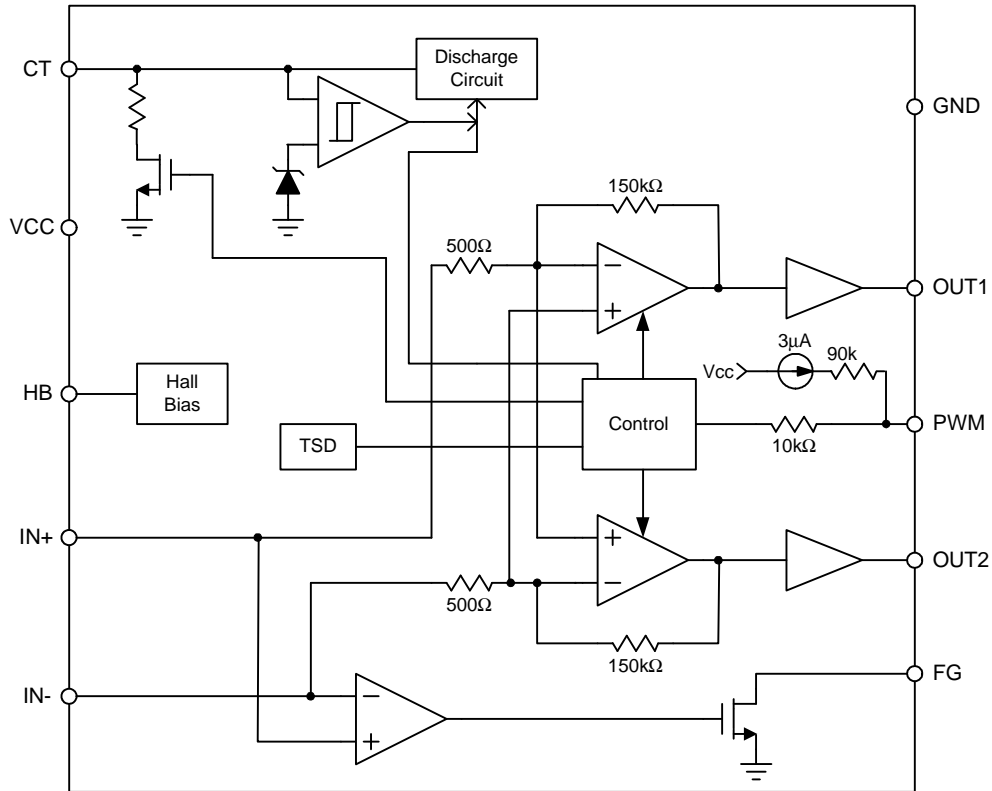 CT
Discharge
Circuit
GND
150kΩ
VCC
500Ω
−
+
OUT1
3μA
90k
Vcc
HB
Hall
Bias
Control
PWM
10kΩ
TSD
IN+
+
−
OUT2
500Ω
150kΩ
FG
IN-
−
+